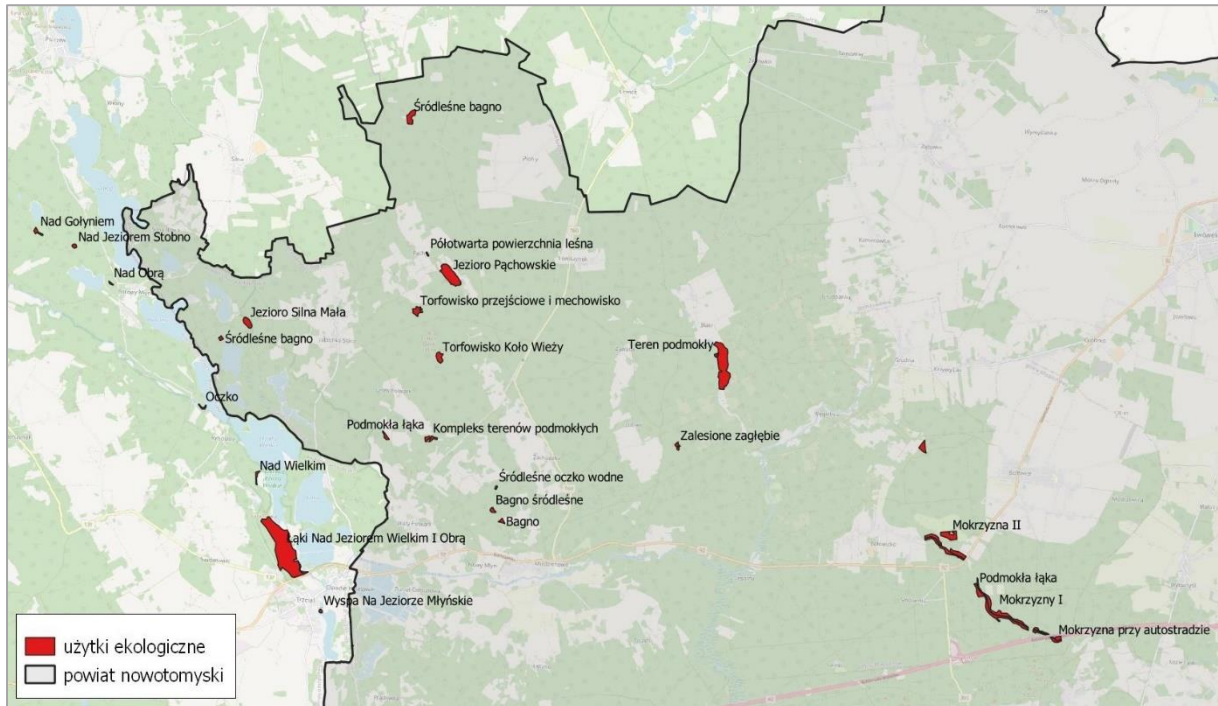 Śródleśne bagno
Nad Gołyniem
Nad Jeziorem Stobno
Półotwarta powierzchnia leśna
Jezioro Pąchowskie
Nad Obrą
Torfowisko przejściowe i mechowisko
Jezioro Silna Mała
Śródleśne bagno
Teren podmokły
Torfowisko Koło Wieży
Oczko
Podmokła łąka
Kompleks terenów podmokłych
Zalesione zagłębie
Nad Wielkim
Śródleśne oczko wodne
Bagno śródleśne
Bagno
Mokrzyzna II
Łąki Nad Jeziorem Wielkim I Obrą
Podmokła łąka
Mokrzyzny I
Wyspa Na Jeziorze Młyńskie
Mokrzyzna przy autostradzie
użytki ekologiczne
powiat nowotomyski